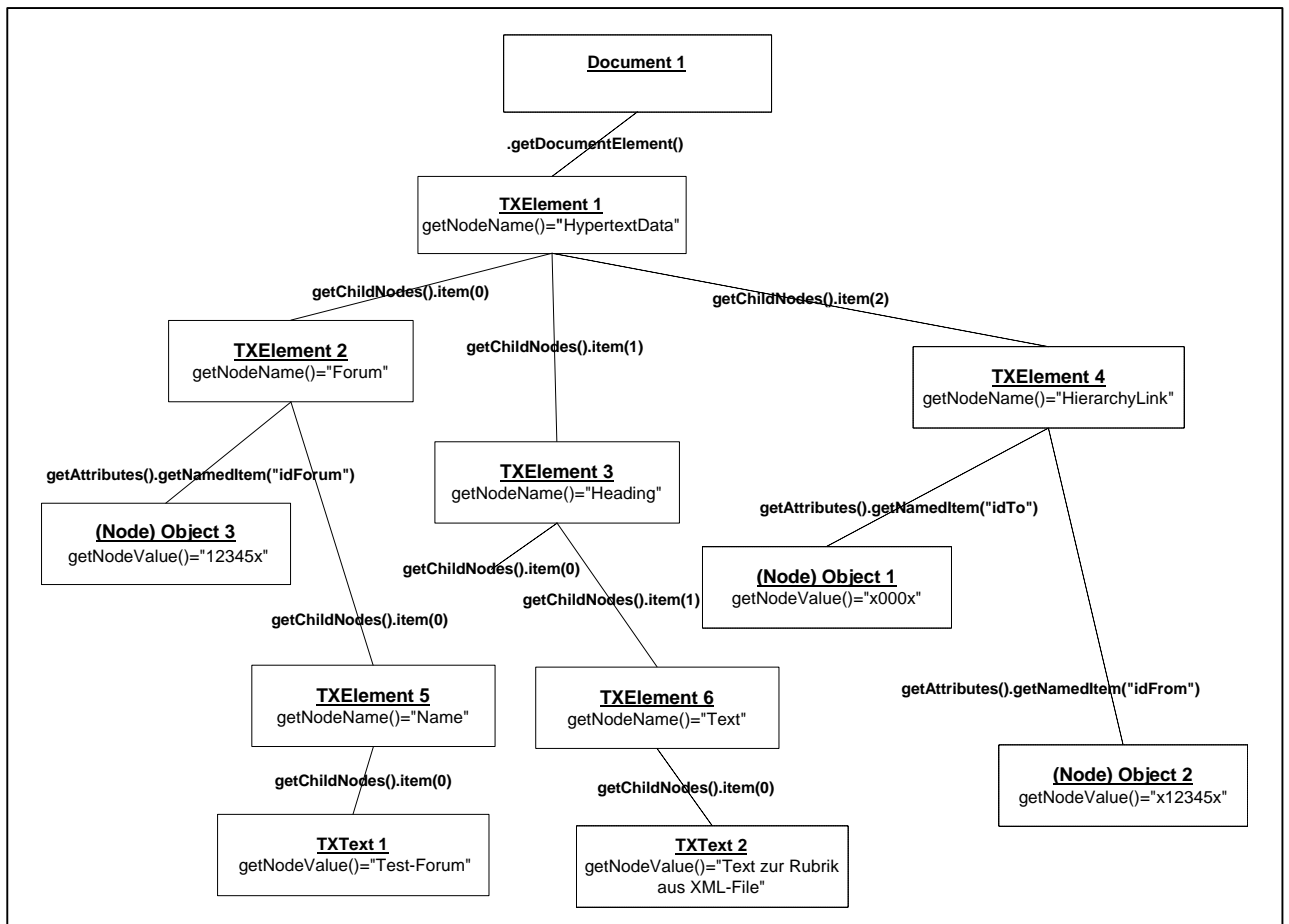 Document 1
.getDocumentElement()
TXElement 1
getNodeName()="HypertextData"
getChildNodes().item(0)
getChildNodes().item(2)
getChildNodes().item(1)
TXElement 2
getNodeName()="Forum"
TXElement 4
getNodeName()="HierarchyLink"
getAttributes().getNamedItem("idForum")
TXElement 3
getNodeName()="Heading"
getAttributes().getNamedItem("idTo")
(Node) Object 3
getNodeValue()="12345x"
getChildNodes().item(0)
(Node) Object 1
getNodeValue()="x000x"
getChildNodes().item(1)
getChildNodes().item(0)
TXElement 5
getNodeName()="Name"
TXElement 6
getNodeName()="Text"
getAttributes().getNamedItem("idFrom")
getChildNodes().item(0)
getChildNodes().item(0)
(Node) Object 2
getNodeValue()="x12345x"
TXText 1
getNodeValue()="Test-Forum"
TXText 2
getNodeValue()="Text zur Rubrik
aus XML-File"